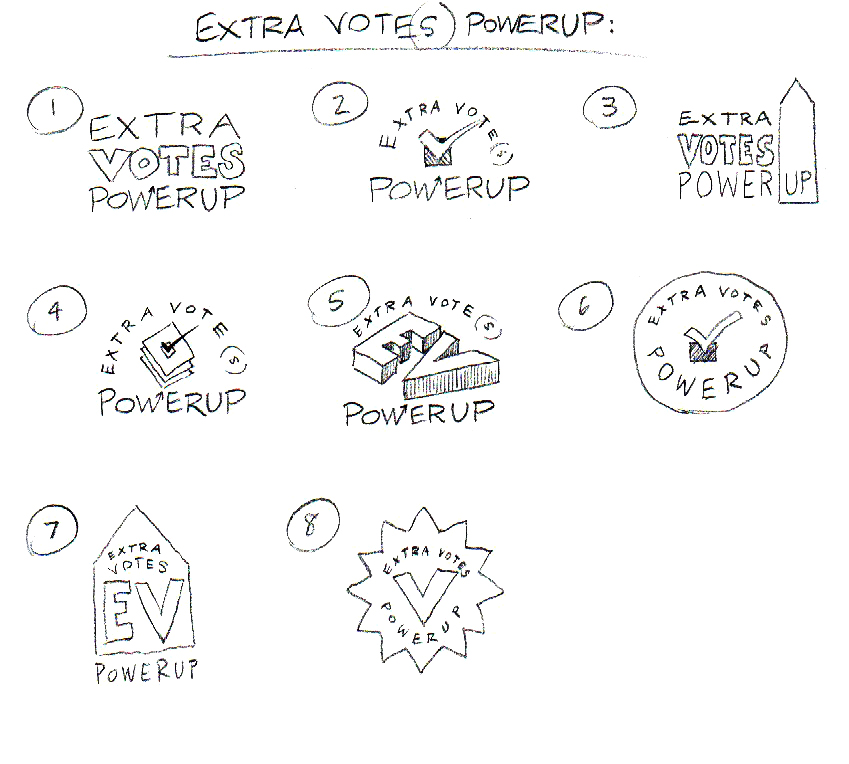 EXTRA VOTE(S) POWERUP:
1
EXTRA
VOTES
POWERUP
2
EXTRA VOTE(S)
POWERUP
3
EXTRA
VOTES
POWER UP
4
EXTRA VOTE(S)
POWERUP
5
EXTRA VOTE(S)
EV
POWERUP
6
EXTRA VOTES
POWERUP
7
EXTRA
VOTES
EV
POWERUP
8
EXTRA VOTES
V
POWERUP